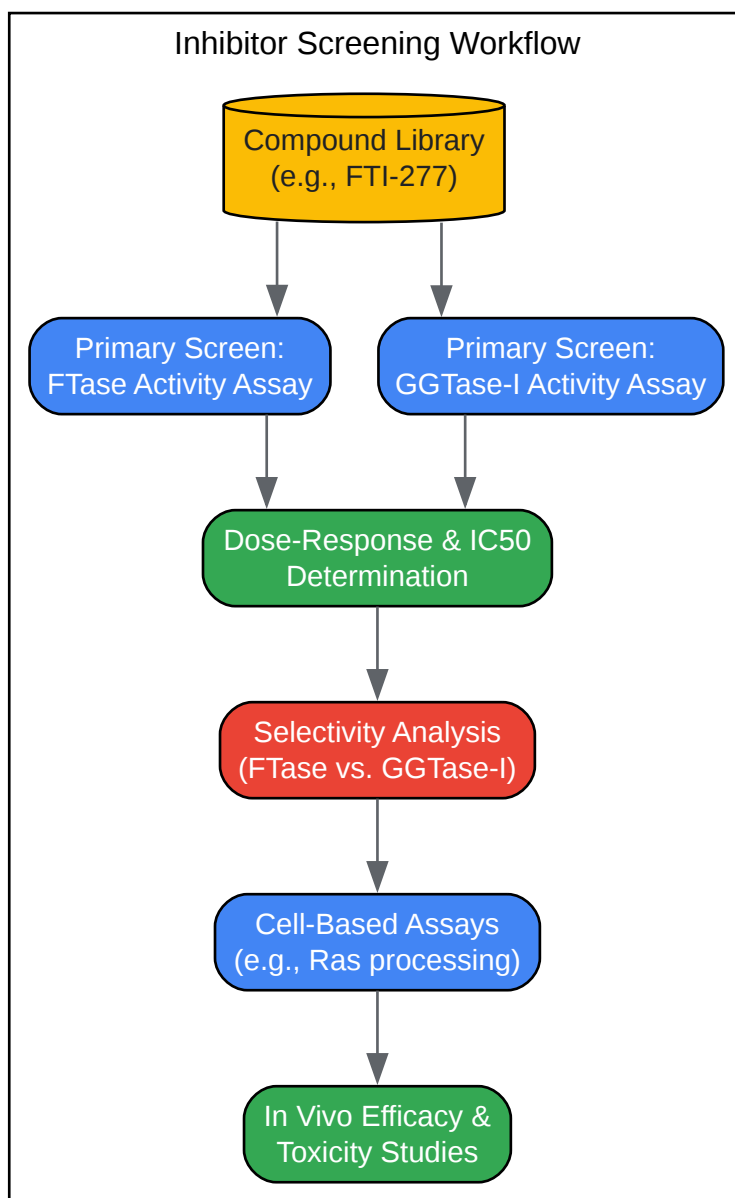 Inhibitor Screening Workflow
Compound Library
(e.g., FTI-277)
Primary Screen:
FTase Activity Assay
Primary Screen:
GGTase-I Activity Assay
Dose-Response & IC50
Determination
Selectivity Analysis
(FTase vs. GGTase-I)
Cell-Based Assays
(e.g., Ras processing)
In Vivo Efficacy &
Toxicity Studies